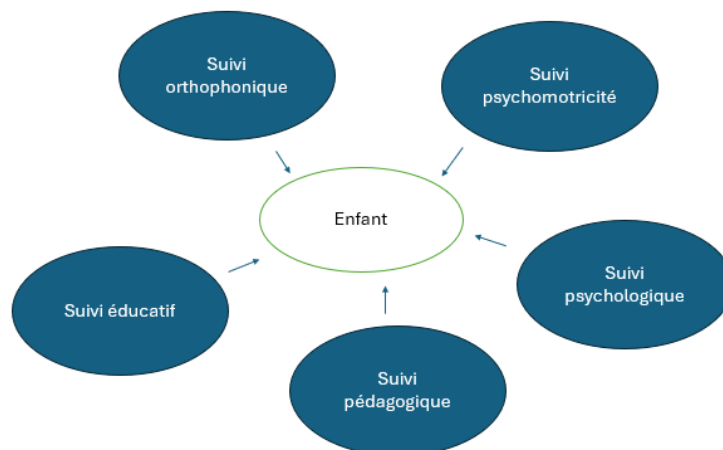 Suivi
orthophonique
Suivi
psychomotricité
Enfant
Suivi
psychologique
Suivi éducatif
Suivi
pédagogique